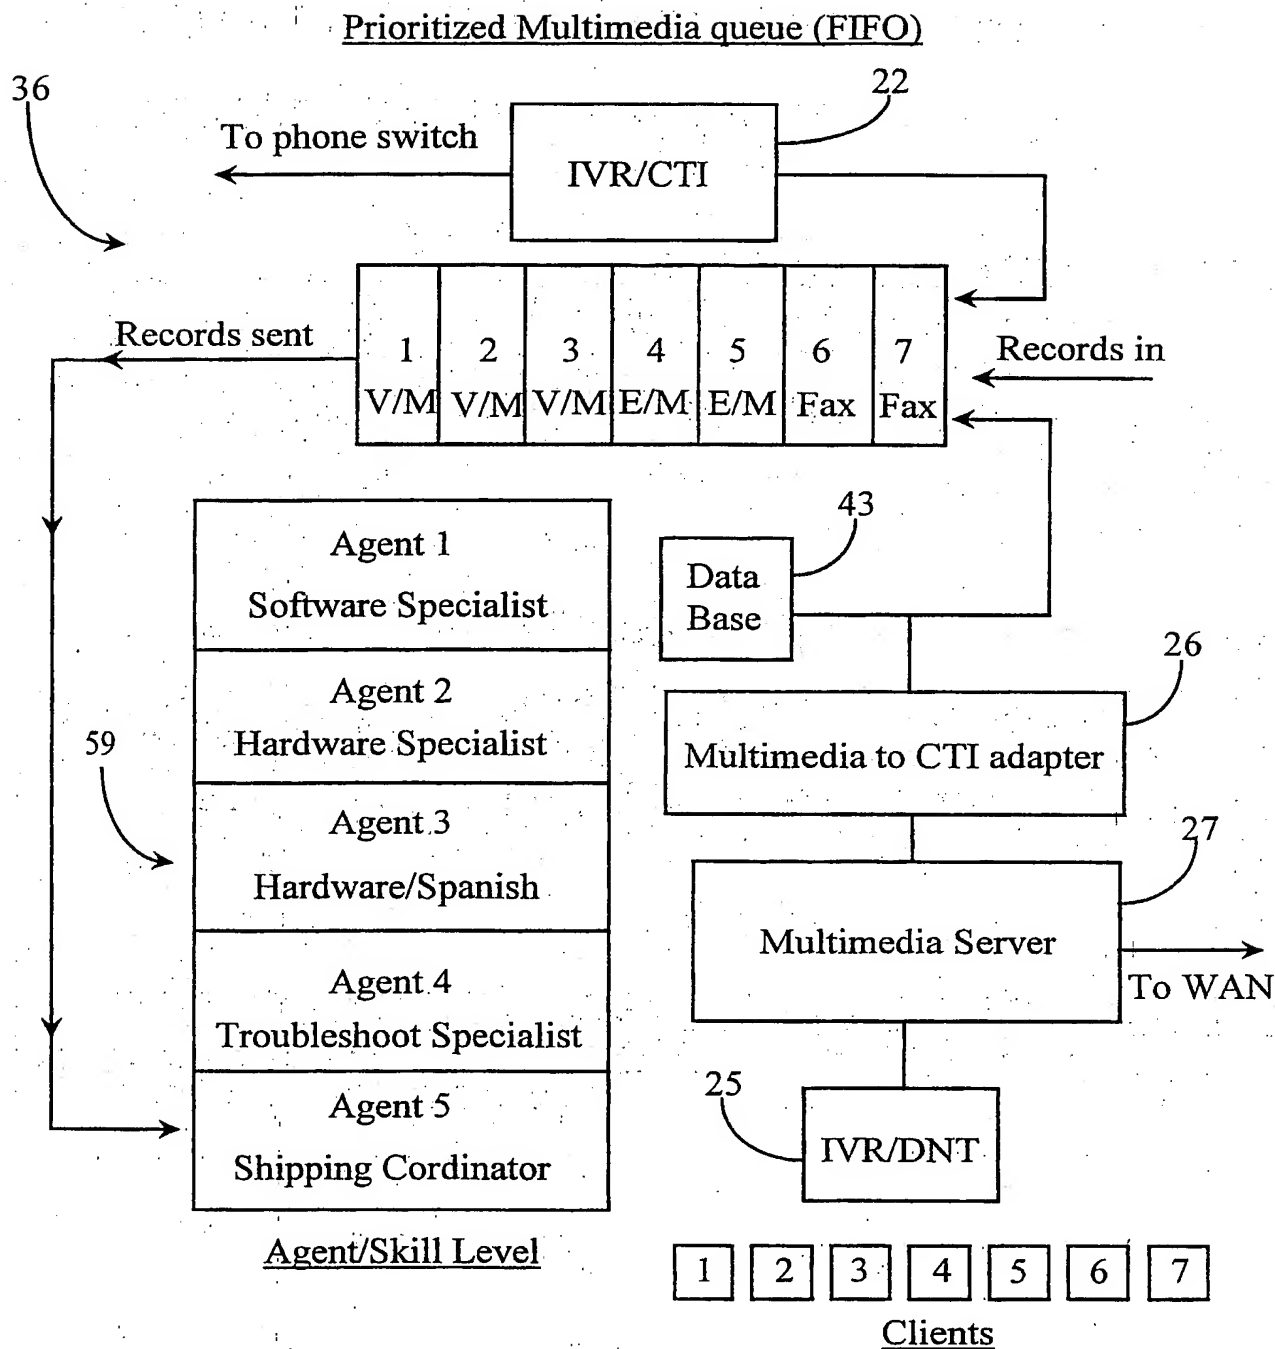 Prioritized Multimedia queue (FIFO)
36
22
To phone switch
IVR/CTI
Records sent
1
V/M
2
V/M
3
V/M
4
E/M
5
E/M
6
Fax
7
Fax
Records in
Agent 1
Software Specialist
Agent 2
Hardware Specialist
Agent 3
Hardware/Spanish
Agent 4
Troubleshoot Specialist
Agent 5
Shipping Cordinator
59
Agent/Skill Level
43
Data
Base
26
Multimedia to CTI adapter
27
Multimedia Server
To WAN
25
IVR/DNT
1 2 3 4 5 6 7
Clients